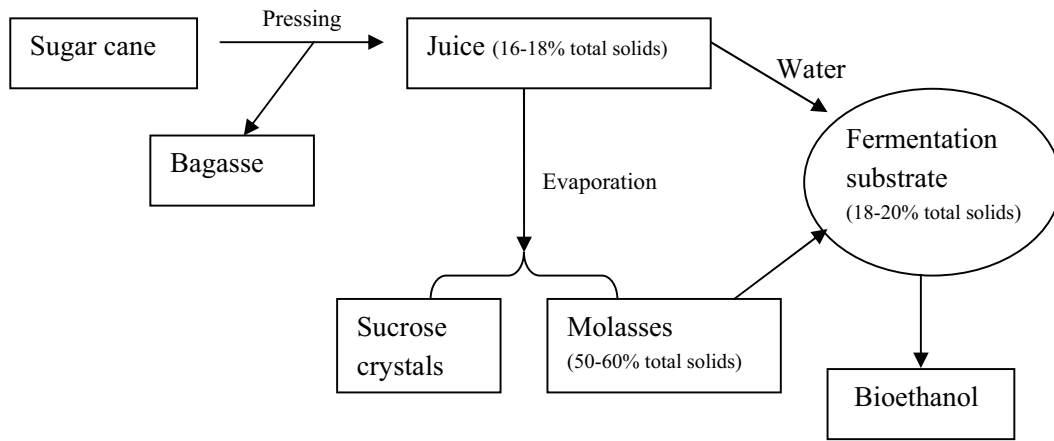 Pressing
Sugar cane
Juice (16-18% total solids)
Water
Bagasse
Fermentation
substrate
(18-20% total solids)
Evaporation
Sucrose
crystals
Molasses
(50-60% total solids)
Bioethanol